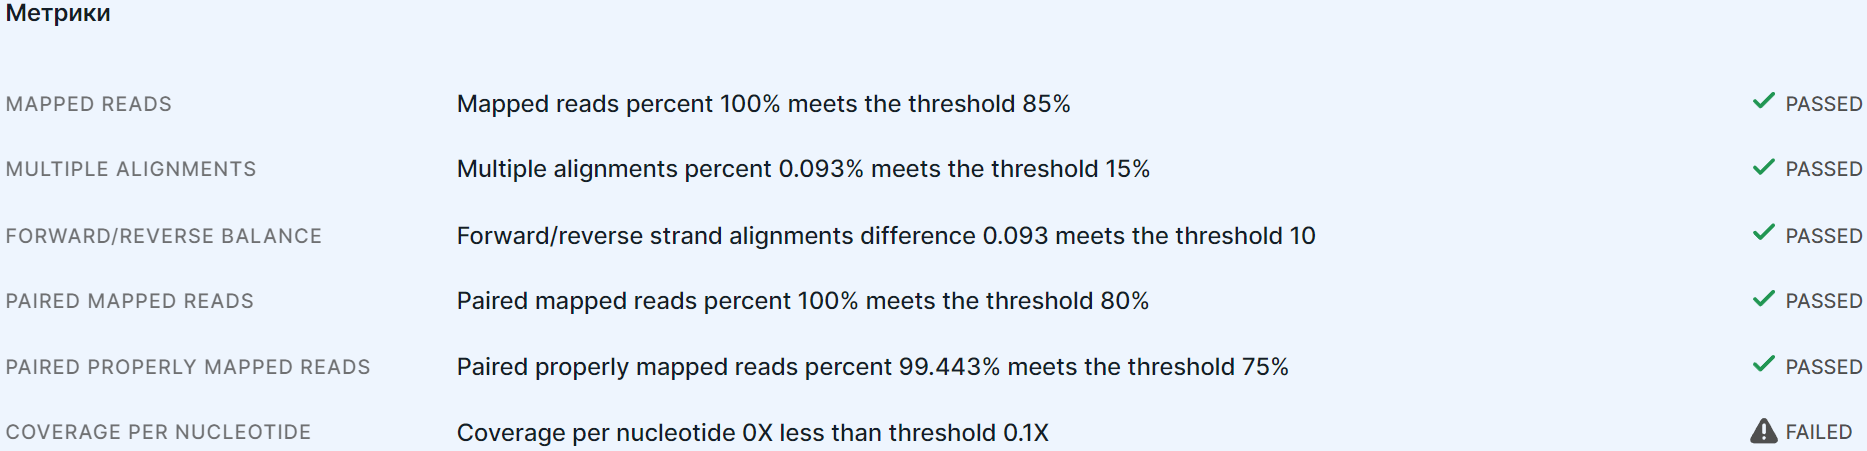 Метрики
MAPPED READS Mapped reads percent 100% meets the threshold 85% PASSED
MULTIPLE ALIGNMENTS Multiple alignments percent 0.093% meets the threshold 15% PASSED
FORWARD/REVERSE BALANCE Forward/reverse strand alignments difference 0.093 meets the threshold 10 PASSED
PAIRED MAPPED READS Paired mapped reads percent 100% meets the threshold 80% PASSED
PAIRED PROPERLY MAPPED READS Paired properly mapped reads percent 99.443% meets the threshold 75% PASSED
COVERAGE PER NUCLEOTIDE Coverage per nucleotide 0X less than threshold 0.1X FAILED